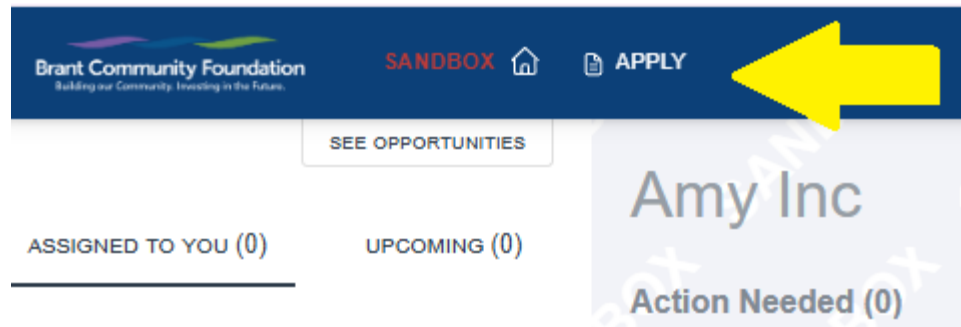 Brant Community Foundation
Building our Community. Investing in the Future.
SANDBOX
APPLY
SEE OPPORTUNITIES
Amy Inc
ASSIGNED TO YOU (0)
UPCOMING (0)
Action Needed (0)